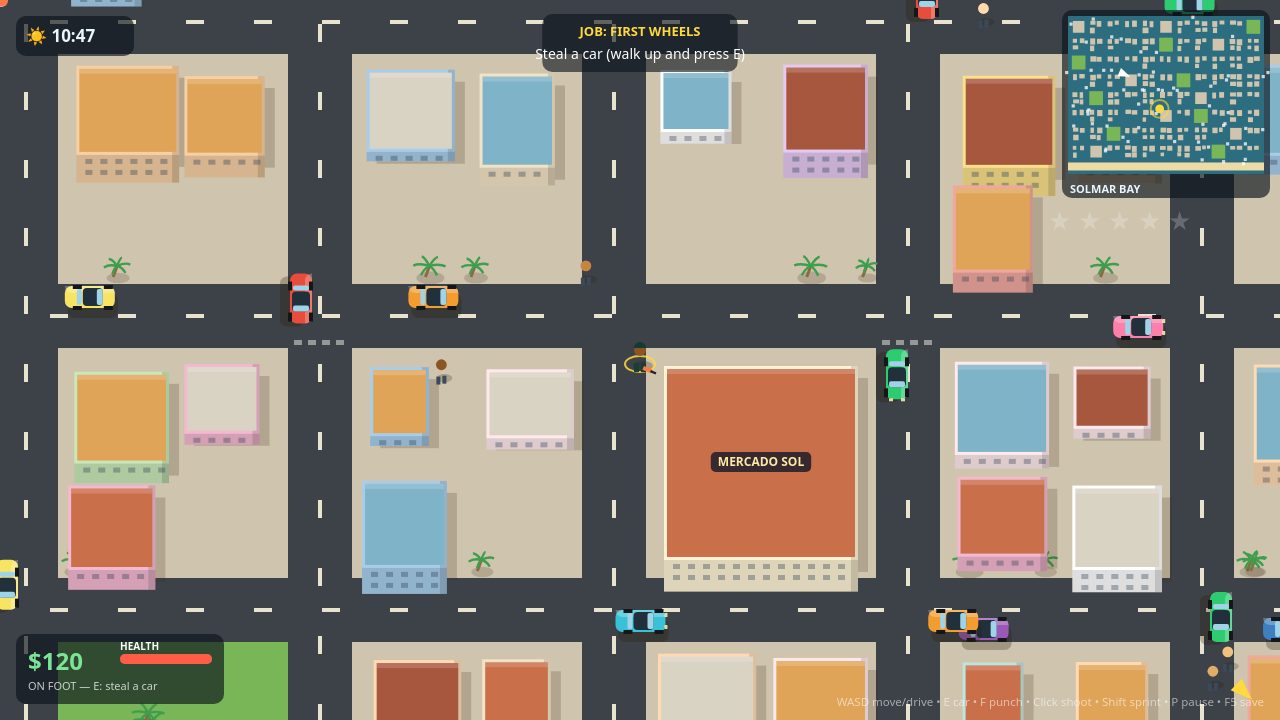 ☀️ 10:47
JOB: FIRST WHEELS
Steal a car (walk up and press E)
SOLMAR BAY
★ ★ ★ ★ ★
MERCADO SOL
HEALTH
$120
ON FOOT — E: steal a car
WASD move/drive • E car • F punch • Click shoot • Shift sprint • P pause • F5 save